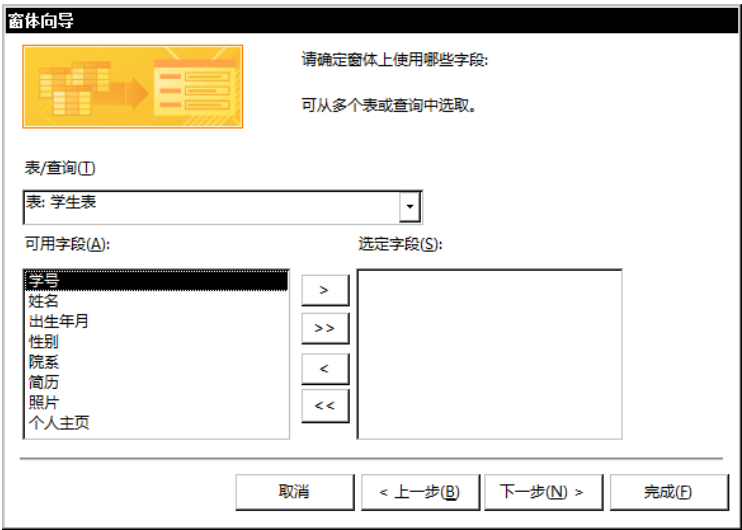 窗体向导
请确定窗体上使用哪些字段:
可从多个表或查询中选取。
表/查询(T)
表: 学生表
可用字段(A):
选定字段(S):
学号
姓名
出生年月
性别
院系
简历
照片
个人主页
>
>>
<
<<
取消
< 上一步(B)
下一步(N) >
完成(F)